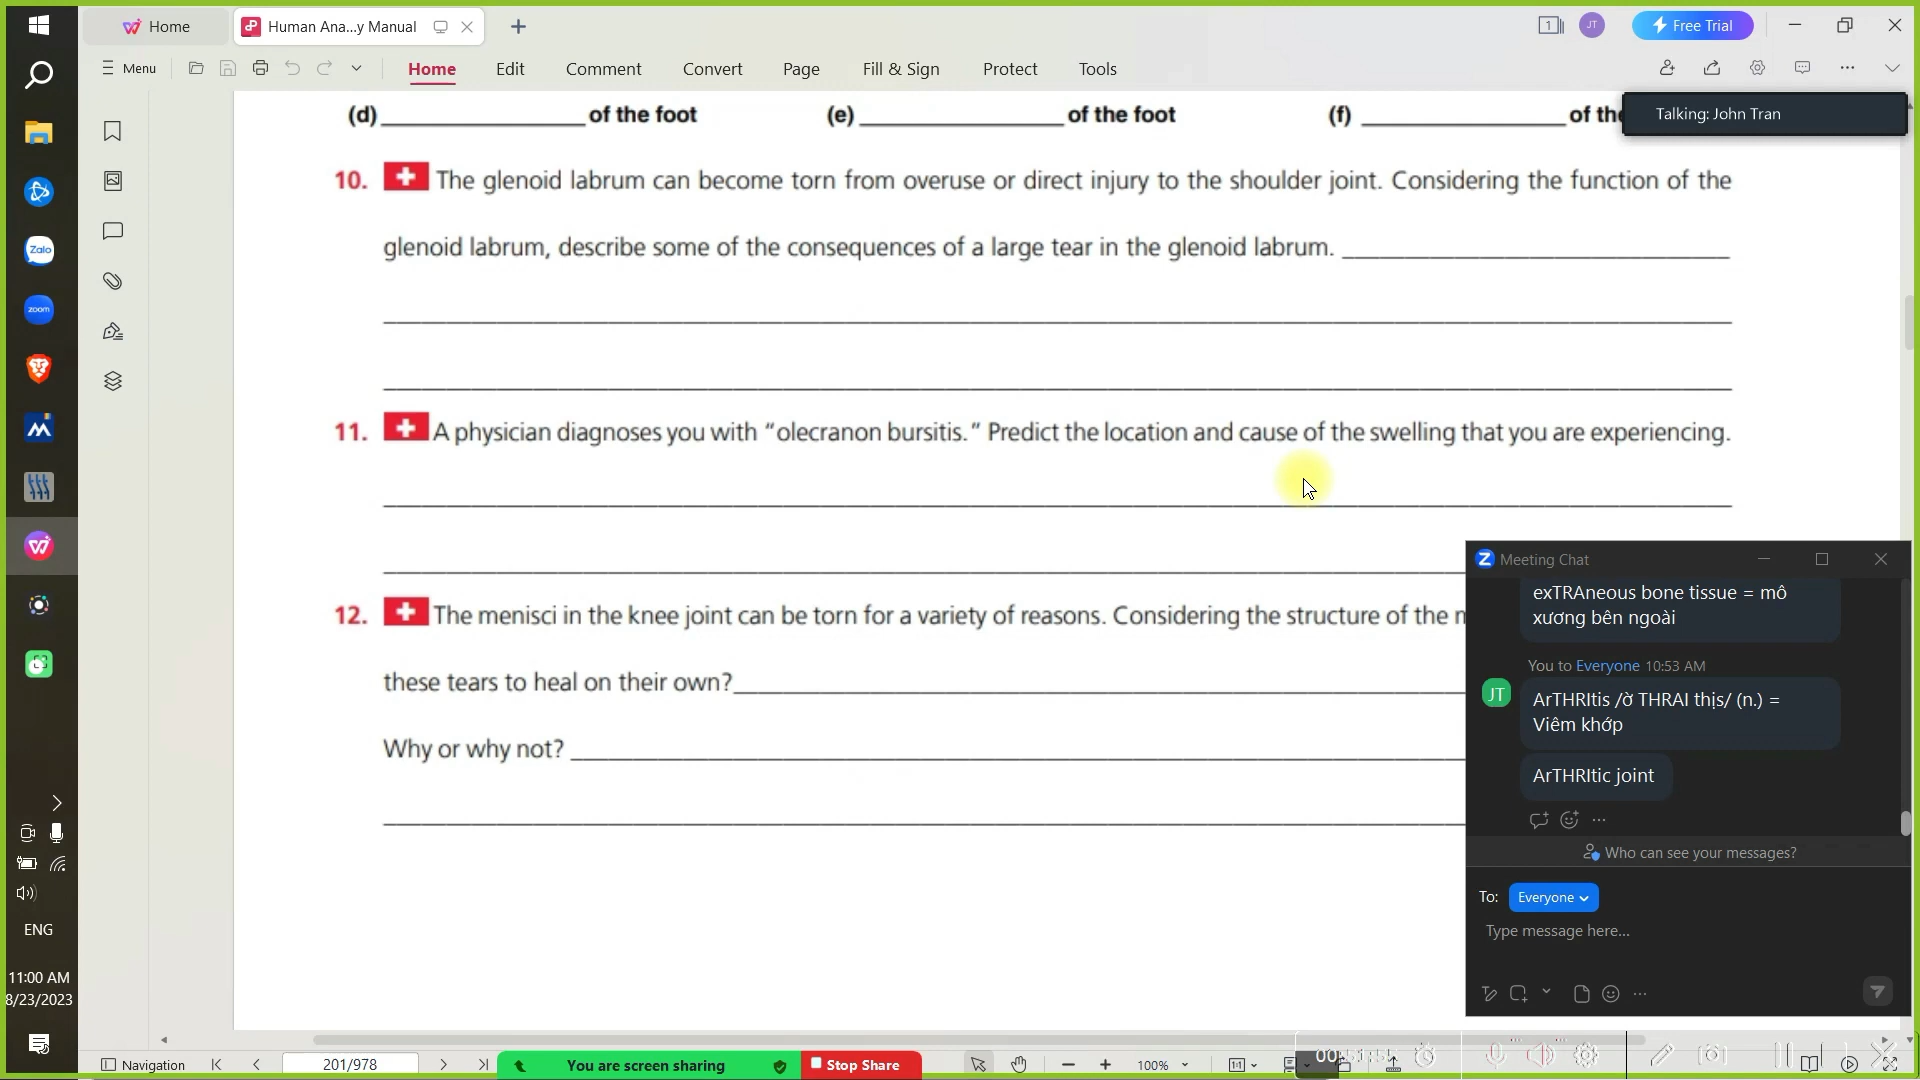 Home
Human Ana...y Manual
1
JT
Free Trial
Menu
Home
Edit
Comment
Convert
Page
Fill & Sign
Protect
Tools
Talking: John Tran
(d)________________of the foot (e) ________________of the foot (f) ________________of the
10. The glenoid labrum can become torn from overuse or direct injury to the shoulder joint. Considering the function of the
glenoid labrum, describe some of the consequences of a large tear in the glenoid labrum.
11. A physician diagnoses you with “olecranon bursitis.” Predict the location and cause of the swelling that you are experiencing.
12. The menisci in the knee joint can be torn for a variety of reasons. Considering the structure of the
these tears to heal on their own?
Why or why not?
Meeting Chat
exTRAneous bone tissue = mô
xương bên ngoài
You to Everyone 10:53 AM
JT
ArTHRItis /ờ THRAI thịs/ (n.) =
Viêm khớp
ArTHRItic joint
Who can see your messages?
To: Everyone
Type message here...
Zalo
zoom
ENG
11:00 AM
8/23/2023
Navigation
201/978
You are screen sharing
Stop Share
100%